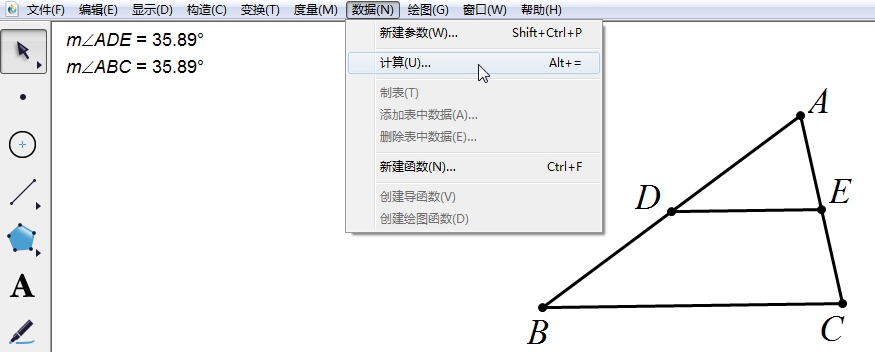 文件(F) 编辑(E) 显示(D) 构造(C) 变换(T) 度量(M) 数据(N) 绘图(G) 窗口(W) 帮助(H)
m∠ADE = 35.89°
m∠ABC = 35.89°
新建参数(W)... Shift+Ctrl+P
计算(U)... Alt+=
制表(T)
添加表中数据(A)...
删除表中数据(E)...
新建函数(N)... Ctrl+F
创建导函数(V)
创建绘图函数(D)
A
A
D
E
B
C